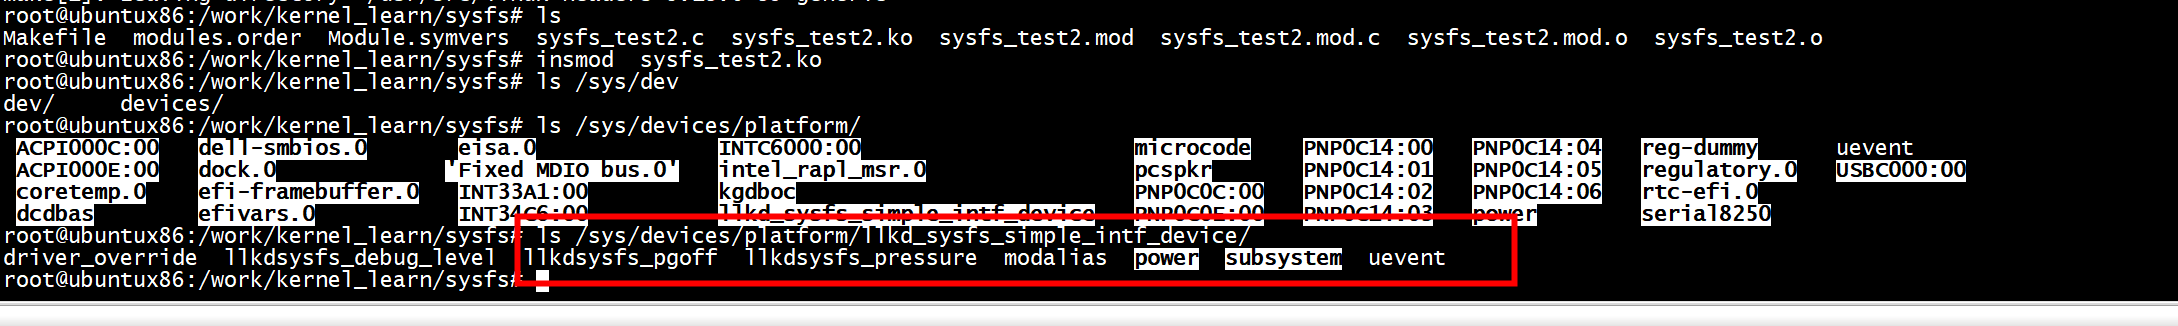 root@ubuntux86:/work/kernel_learn/sysfs# ls
Makefile  modules.order  Module.symvers  sysfs_test2.c  sysfs_test2.ko  sysfs_test2.mod  sysfs_test2.mod.c  sysfs_test2.mod.o  sysfs_test2.o
root@ubuntux86:/work/kernel_learn/sysfs# insmod  sysfs_test2.ko
root@ubuntux86:/work/kernel_learn/sysfs# ls /sys/dev
dev/     devices/
root@ubuntux86:/work/kernel_learn/sysfs# ls /sys/devices/platform/
ACPI000C:00   dell-smbios.0       eisa.0              INTC6000:00                     microcode    PNP0C14:00   PNP0C14:04   reg-dummy      uevent
ACPI000E:00   dock.0             'Fixed MDIO bus.0'   intel_rapl_msr.0                pcspkr       PNP0C14:01   PNP0C14:05   regulatory.0   USBC000:00
coretemp.0    efi-framebuffer.0   INT33A1:00          kgdboc                          PNP0C0C:00   PNP0C14:02   PNP0C14:06   rtc-efi.0
dcdbas        efivars.0           INT34C6:00          llkd_sysfs_simple_intf_device   PNP0C0E:00   PNP0C14:03   power        serial8250
root@ubuntux86:/work/kernel_learn/sysfs# ls /sys/devices/platform/llkd_sysfs_simple_intf_device/
driver_override  llkdsysfs_debug_level  llkdsysfs_pgoff  llkdsysfs_pressure  modalias  power  subsystem  uevent
root@ubuntux86:/work/kernel_learn/sysfs#